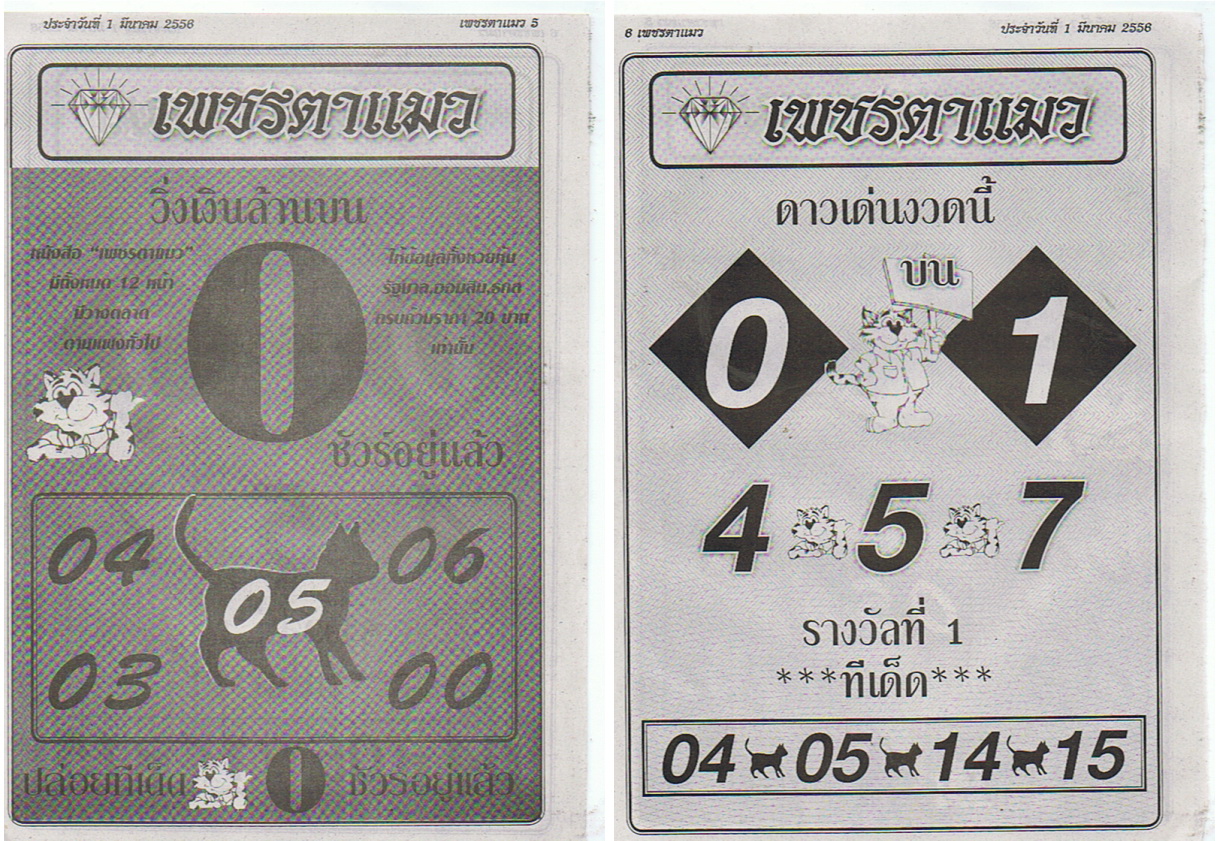 ประจำวันที่ 1 มีนาคม 2556
เพชรตาแมว 5
เพชรตาแมว
วิ่งเงินล้านบน
หนังสือ "เพชรตาแมว"
มีทั้งหมด 12 หน้า
มีวางตลาด
ตามแผงทั่วไป
0
ให้ข้อมูลทั้งหวยหุ้น
รัฐบาล,ออมสิน,ธกส
ครบถ้วนราคา 20 บาท
เท่านั้น
ชัวร์อยู่แล้ว
04
06
05
03
00
ปล่อยทีเด็ด 0 ชัวรอยู่แล้ว
6 เพชรตาแมว
ประจำวันที่ 1 มีนาคม 2556
เพชรตาแมว
ดาวเด่นงวดนี้
บน
0 1
4 5 7
รางวัลที่ 1
***ทีเด็ด***
04 05 14 15